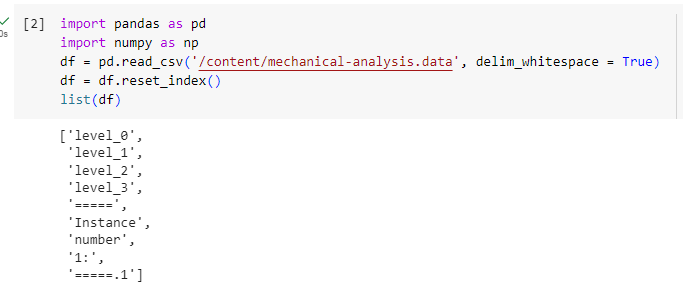 0s
[2] import pandas as pd
import numpy as np
df = pd.read_csv('/content/mechanical-analysis.data', delim_whitespace = True)
df = df.reset_index()
list(df)
['level_0',
'level_1',
'level_2',
'level_3',
'=====',
'Instance',
'number',
'1:',
'=====.1']